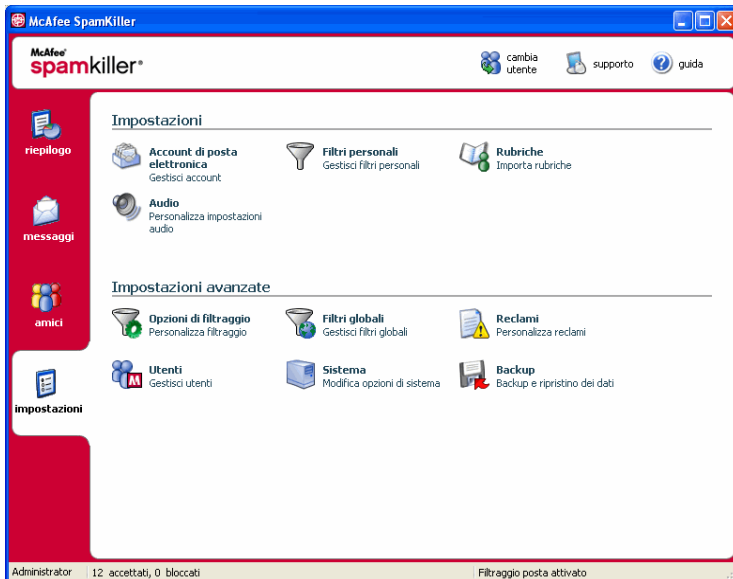 McAfee SpamKiller
McAfee®
spamkiller®
cambia
utente
supporto
guida
riepilogo
messaggi
amici
impostazioni
Impostazioni
Account di posta
elettronica
Gestisci account
Filtri personali
Gestisci filtri personali
Rubriche
Importa rubriche
Audio
Personalizza impostazioni
audio
Impostazioni avanzate
Opzioni di filtraggio
Personalizza filtraggio
Filtri globali
Gestisci filtri globali
Reclami
Personalizza reclami
Utenti
Gestisci utenti
Sistema
Modifica opzioni di sistema
Backup
Backup e ripristino dei dati
Administrator
12 accettati, 0 bloccati
Filtraggio posta attivato